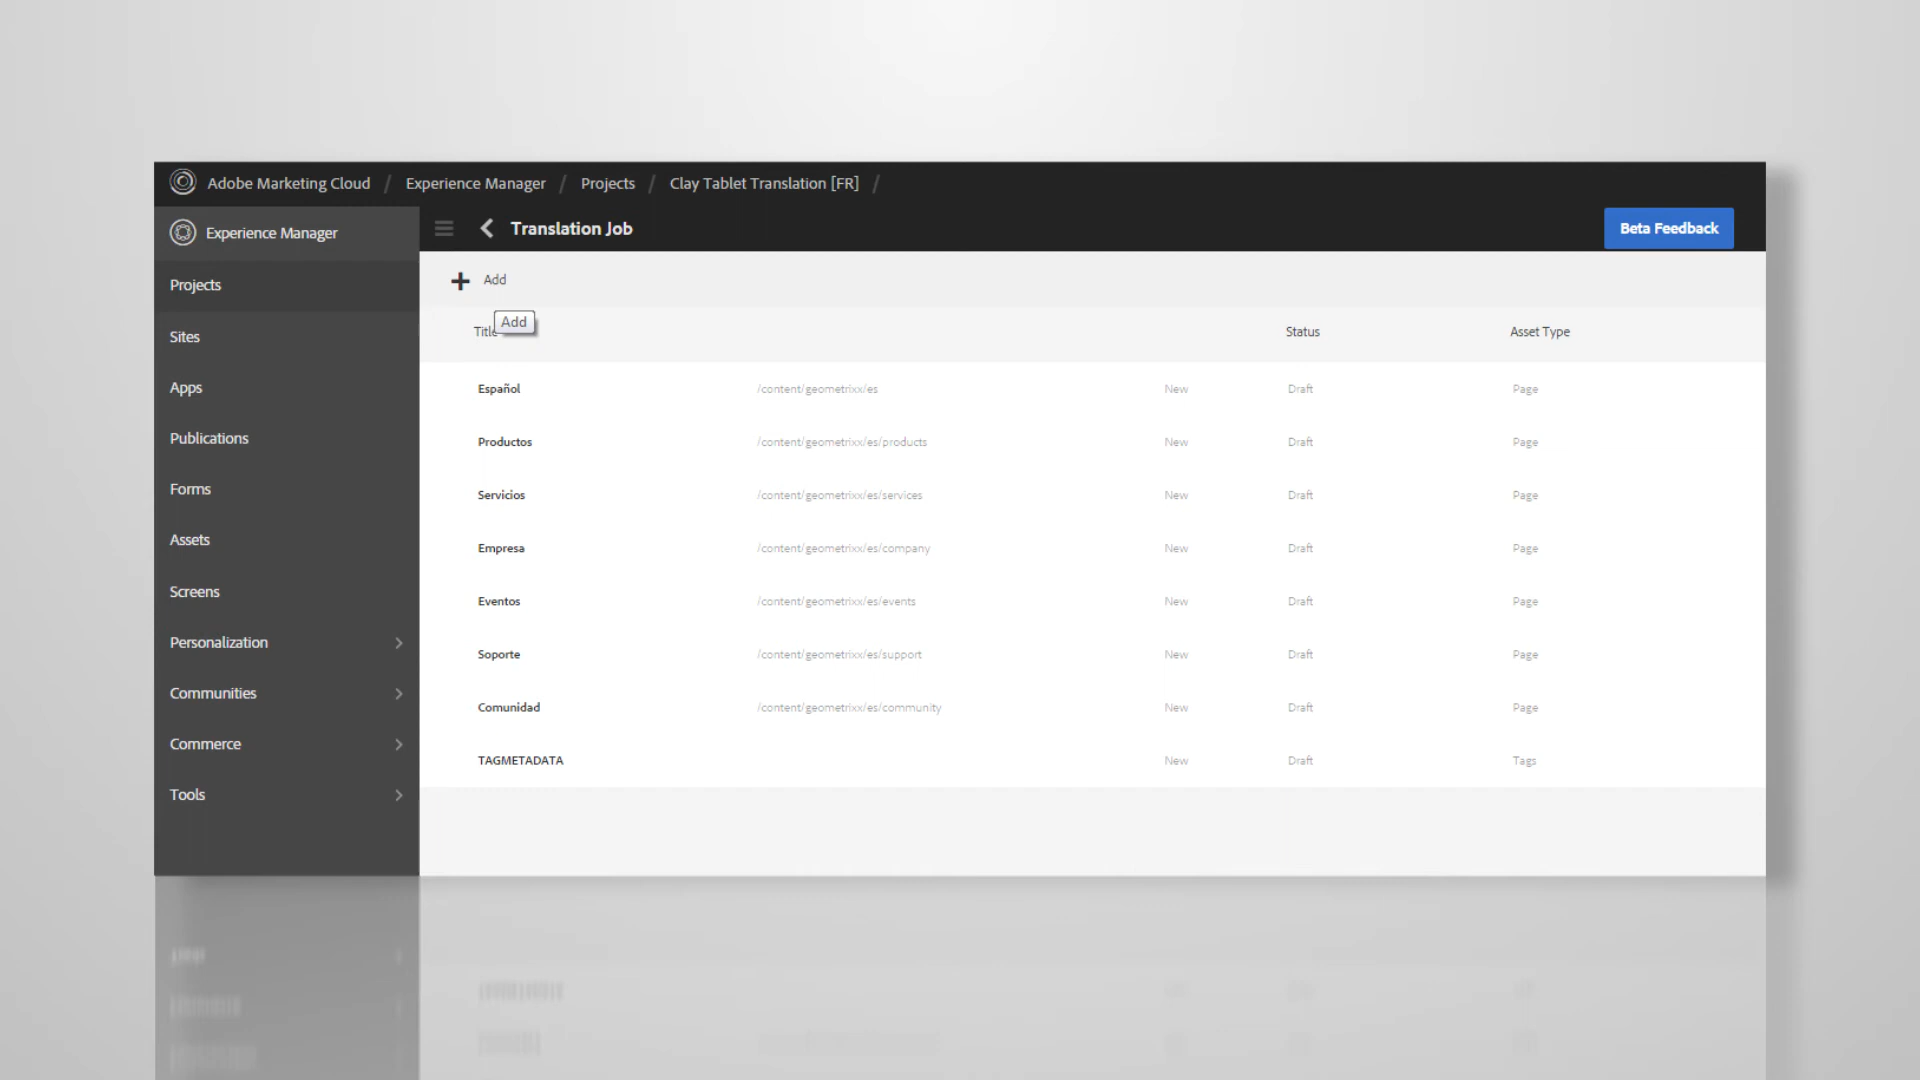 Adobe Marketing Cloud / Experience Manager / Projects / Clay Tablet Translation [FR] /
Experience Manager
Translation Job
Beta Feedback
Projects
Sites
Apps
Publications
Forms
Assets
Screens
Personalization
Communities
Commerce
Tools
Add
Add
Title Status Asset Type
Español /content/geometrixx/es New Draft Page
Productos /content/geometrixx/es/products New Draft Page
Servicios /content/geometrixx/es/services New Draft Page
Empresa /content/geometrixx/es/company New Draft Page
Eventos /content/geometrixx/es/events New Draft Page
Soporte /content/geometrixx/es/support New Draft Page
Comunidad /content/geometrixx/es/community New Draft Page
TAGMETADATA New Draft Tags